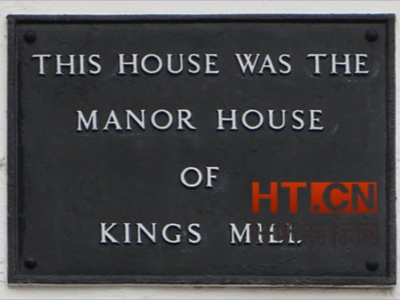 THIS HOUSE WAS THE
MANOR HOUSE
OF
HT.CN
KINGS MILL